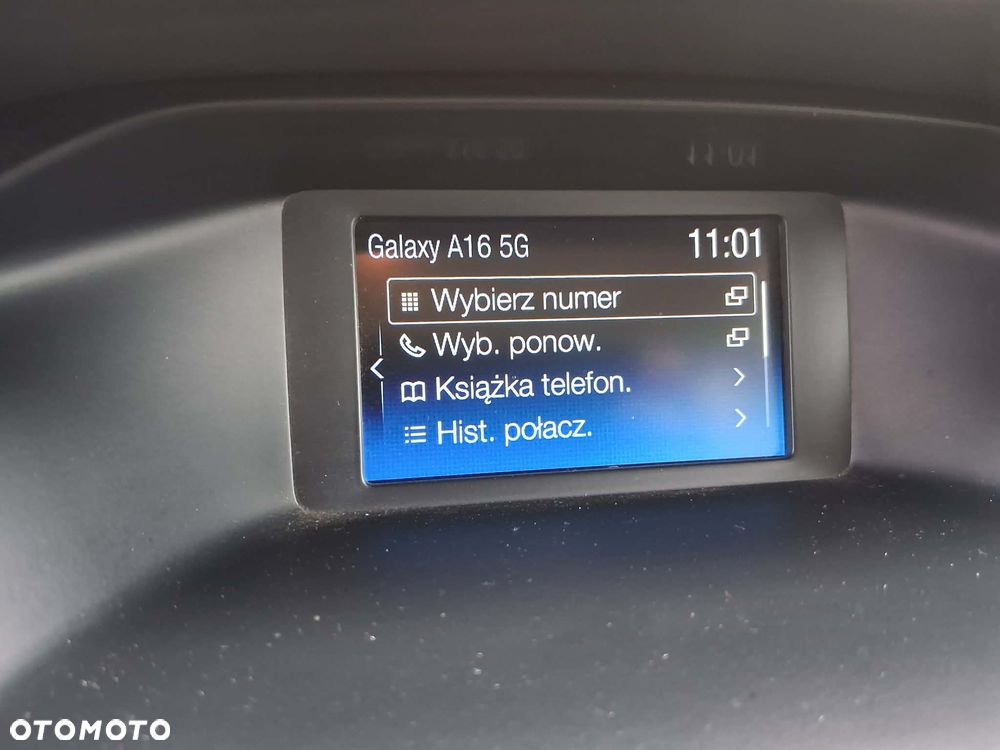 Galaxy A16 5G 11:01
Wybierz numer
Wyb. ponow.
Książka telefon.
Hist. połacz.
OTOMOTO